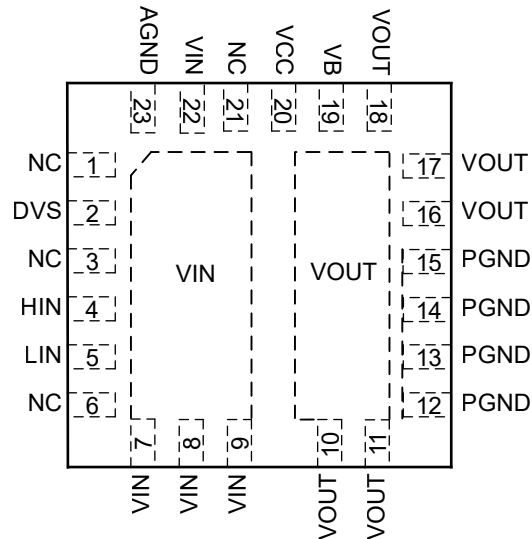 AGND VIN NC VCC VB VOUT
23 22 21 20 19 18
NC 1 17 VOUT
DVS 2 16 VOUT
NC 3 15 PGND
VIN VOUT
HIN 4 14 PGND
LIN 5 13 PGND
NC 6 12 PGND
7 8 9 10 11
VIN VIN VIN VOUT VOUT